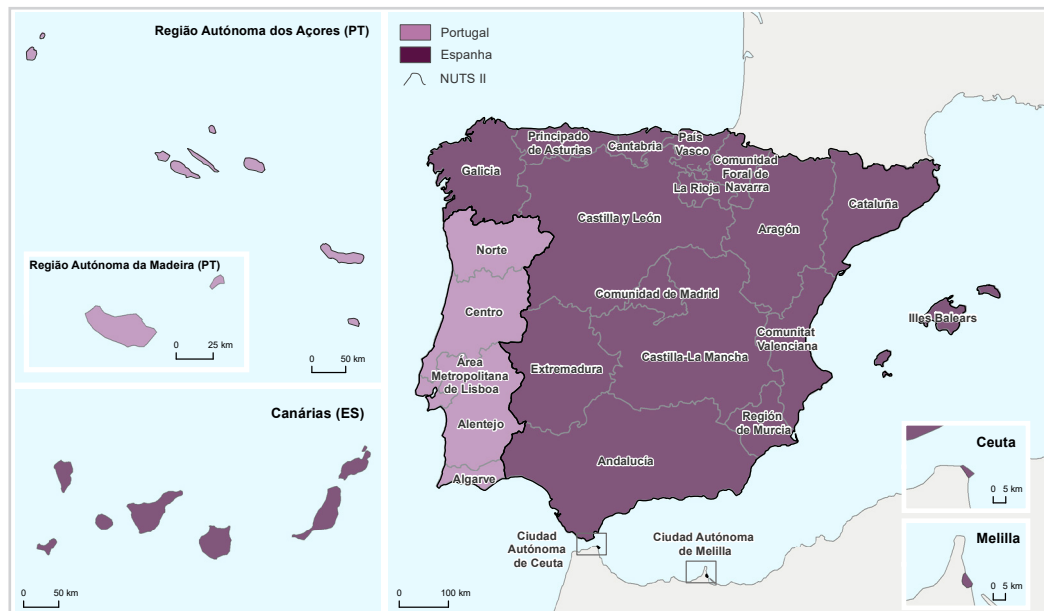 Região Autónoma dos Açores (PT)
Região Autónoma da Madeira (PT)
0 25 km
0 50 km
Canárias (ES)
0 50 km
Portugal
Espanha
NUTS II
Galicia
Principado
de Asturias
Cantabria
País
Vasco
Comunidad
Foral de
Navarra
La Rioja
Cataluña
Castilla y León
Aragón
Norte
Comunidad de Madrid
Centro
Illes Balears
Comunitat
Valenciana
Castilla-La Mancha
Área
Metropolitana
de Lisboa
Extremadura
Alentejo
Región
de Murcia
Andalucía
Algarve
Ciudad
Autónoma
de Ceuta
Ciudad Autónoma
de Melilla
0 100 km
Ceuta
0 5 km
Melilla
0 5 km